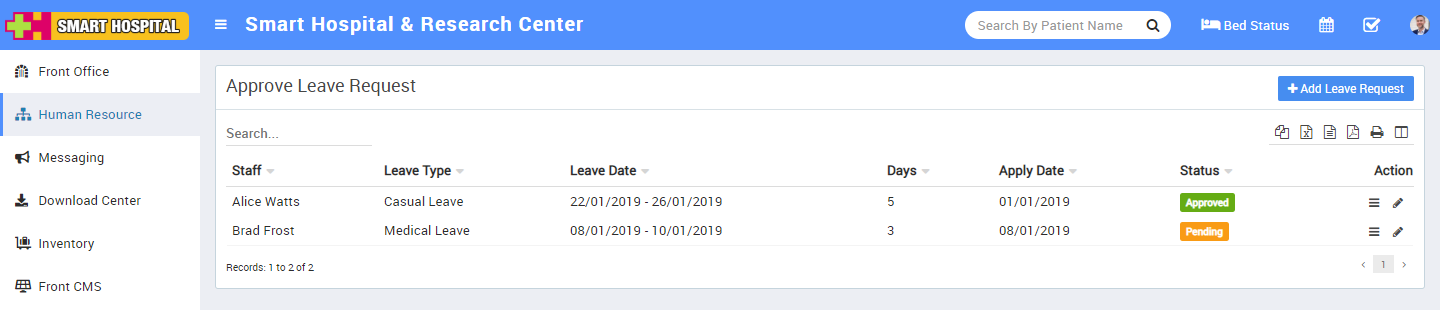 SMART HOSPITAL
Smart Hospital & Research Center
Search By Patient Name
Bed Status
Front Office
Human Resource
Messaging
Download Center
Inventory
Front CMS
Approve Leave Request
Add Leave Request
Search...
Staff Leave Type Leave Date Days Apply Date Status Action
Alice Watts Casual Leave 22/01/2019 - 26/01/2019 5 01/01/2019 Approved
Brad Frost Medical Leave 08/01/2019 - 10/01/2019 3 08/01/2019 Pending
Records: 1 to 2 of 2
1